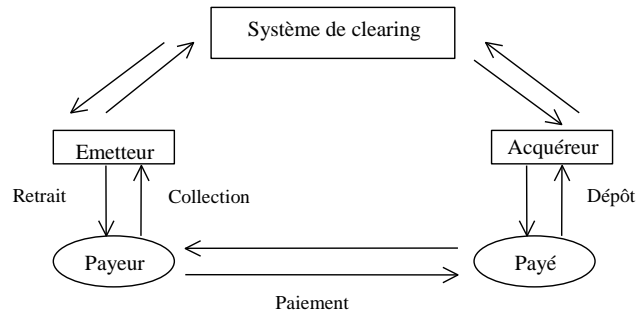 Système de clearing
Emetteur
Acquéreur
Retrait
Collection
Dépôt
Payeur
Payé
Paiement